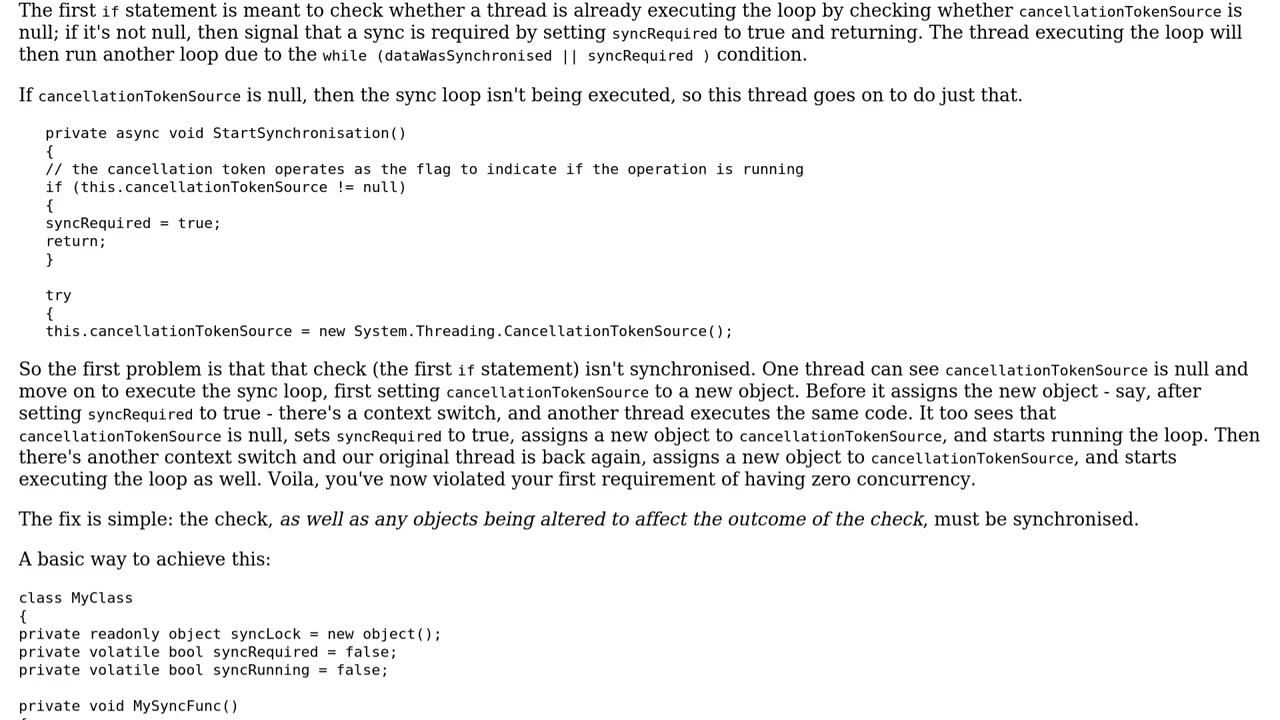 The first if statement is meant to check whether a thread is already executing the loop by checking whether cancellationTokenSource is
null; if it's not null, then signal that a sync is required by setting syncRequired to true and returning. The thread executing the loop will
then run another loop due to the while (dataWasSynchronised || syncRequired ) condition.
If cancellationTokenSource is null, then the sync loop isn't being executed, so this thread goes on to do just that.
private async void StartSynchronisation()
{
// the cancellation token operates as the flag to indicate if the operation is running
if (this.cancellationTokenSource != null)
{
syncRequired = true;
return;
}
try
{
this.cancellationTokenSource = new System.Threading.CancellationTokenSource();
So the first problem is that that check (the first if statement) isn't synchronised. One thread can see cancellationTokenSource is null and
move on to execute the sync loop, first setting cancellationTokenSource to a new object. Before it assigns the new object - say, after
setting syncRequired to true - there's a context switch, and another thread executes the same code. It too sees that
cancellationTokenSource is null, sets syncRequired to true, assigns a new object to cancellationTokenSource, and starts running the loop. Then
there's another context switch and our original thread is back again, assigns a new object to cancellationTokenSource, and starts
executing the loop as well. Voila, you've now violated your first requirement of having zero concurrency.
The fix is simple: the check, as well as any objects being altered to affect the outcome of the check, must be synchronised.
A basic way to achieve this:
class MyClass
{
private readonly object syncLock = new object();
private volatile bool syncRequired = false;
private volatile bool syncRunning = false;
private void MySyncFunc()